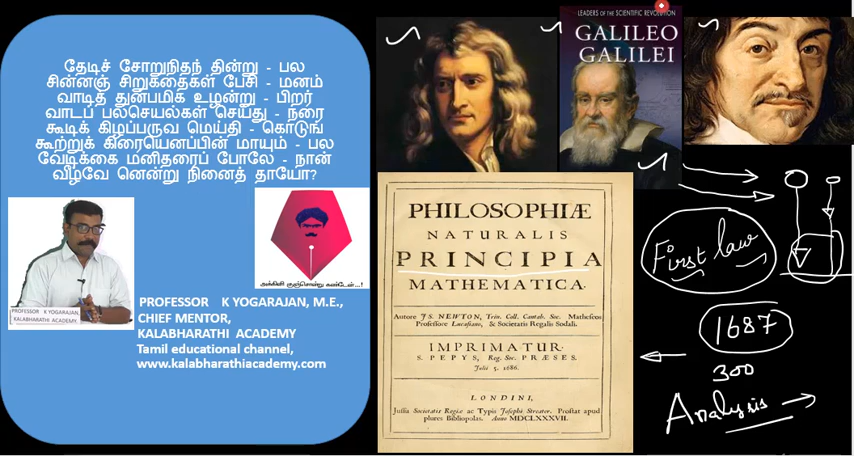 தேடிச் சோறுநிதந் தின்று - பல
சின்னஞ் சிறுகதைகள் பேசி - மனம்
வாடித் துன்பமிக உழன்று - பிறர்
வாடப் பலசெயல்கள் செய்து - நரை
கூடிக் கிழப்பருவ மெய்தி - கொடுங்
கூற்றுக் கிரையெனப்பின் மாயும் - பல
வேடிக்கை மனிதரைப் போலே - நான்
வீழ்வே னென்று நினைத் தாயோ?
அக்கினி குஞ்சொன்று கண்டேன்...!
PROFESSOR K YOGARAJAN,
KALABHARATHI ACADEMY.
PROFESSOR K YOGARAJAN, M.E.,
CHIEF MENTOR,
KALABHARATHI ACADEMY
Tamil educational channel,
www.kalabharathiacademy.com
LEADERS OF THE SCIENTIFIC REVOLUTION
GALILEO
GALILEI
PHILOSOPHIÆ
NATURALIS
PRINCIPIA
MATHEMATICA.
Autore JS. NEWTON, Trin. Coll. Cantab. Soc. Matheseos
Professore Lucasiano, & Societatis Regalis Sodali.
IMPRIMATUR.
S. PEPYS, Reg. Soc. PRÆSES.
Julii 5. 1686.
LONDINI,
Jussu Societatis Regiæ ac Typis Josephi Streater. Prostat apud
plures Bibliopolas. Anno MDCLXXXVII.
First law
1687
300
Analysis